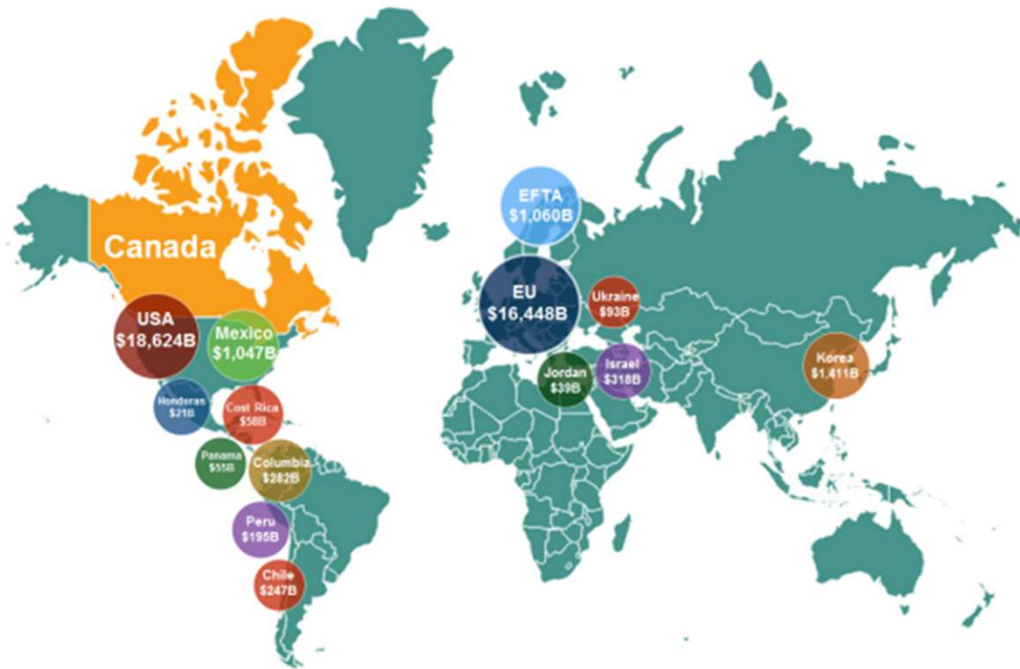 EFTA
$1,060B
Canada
EU
$16,448B
Ukraine
$93B
USA
$18,624B
Mexico
$1,047B
Korea
$1,411B
Jordan
$39B
Israel
$318B
Honduras
$21B
Cost Rica
$58B
Panama
$55B
Columbia
$282B
Peru
$195B
Chile
$247B